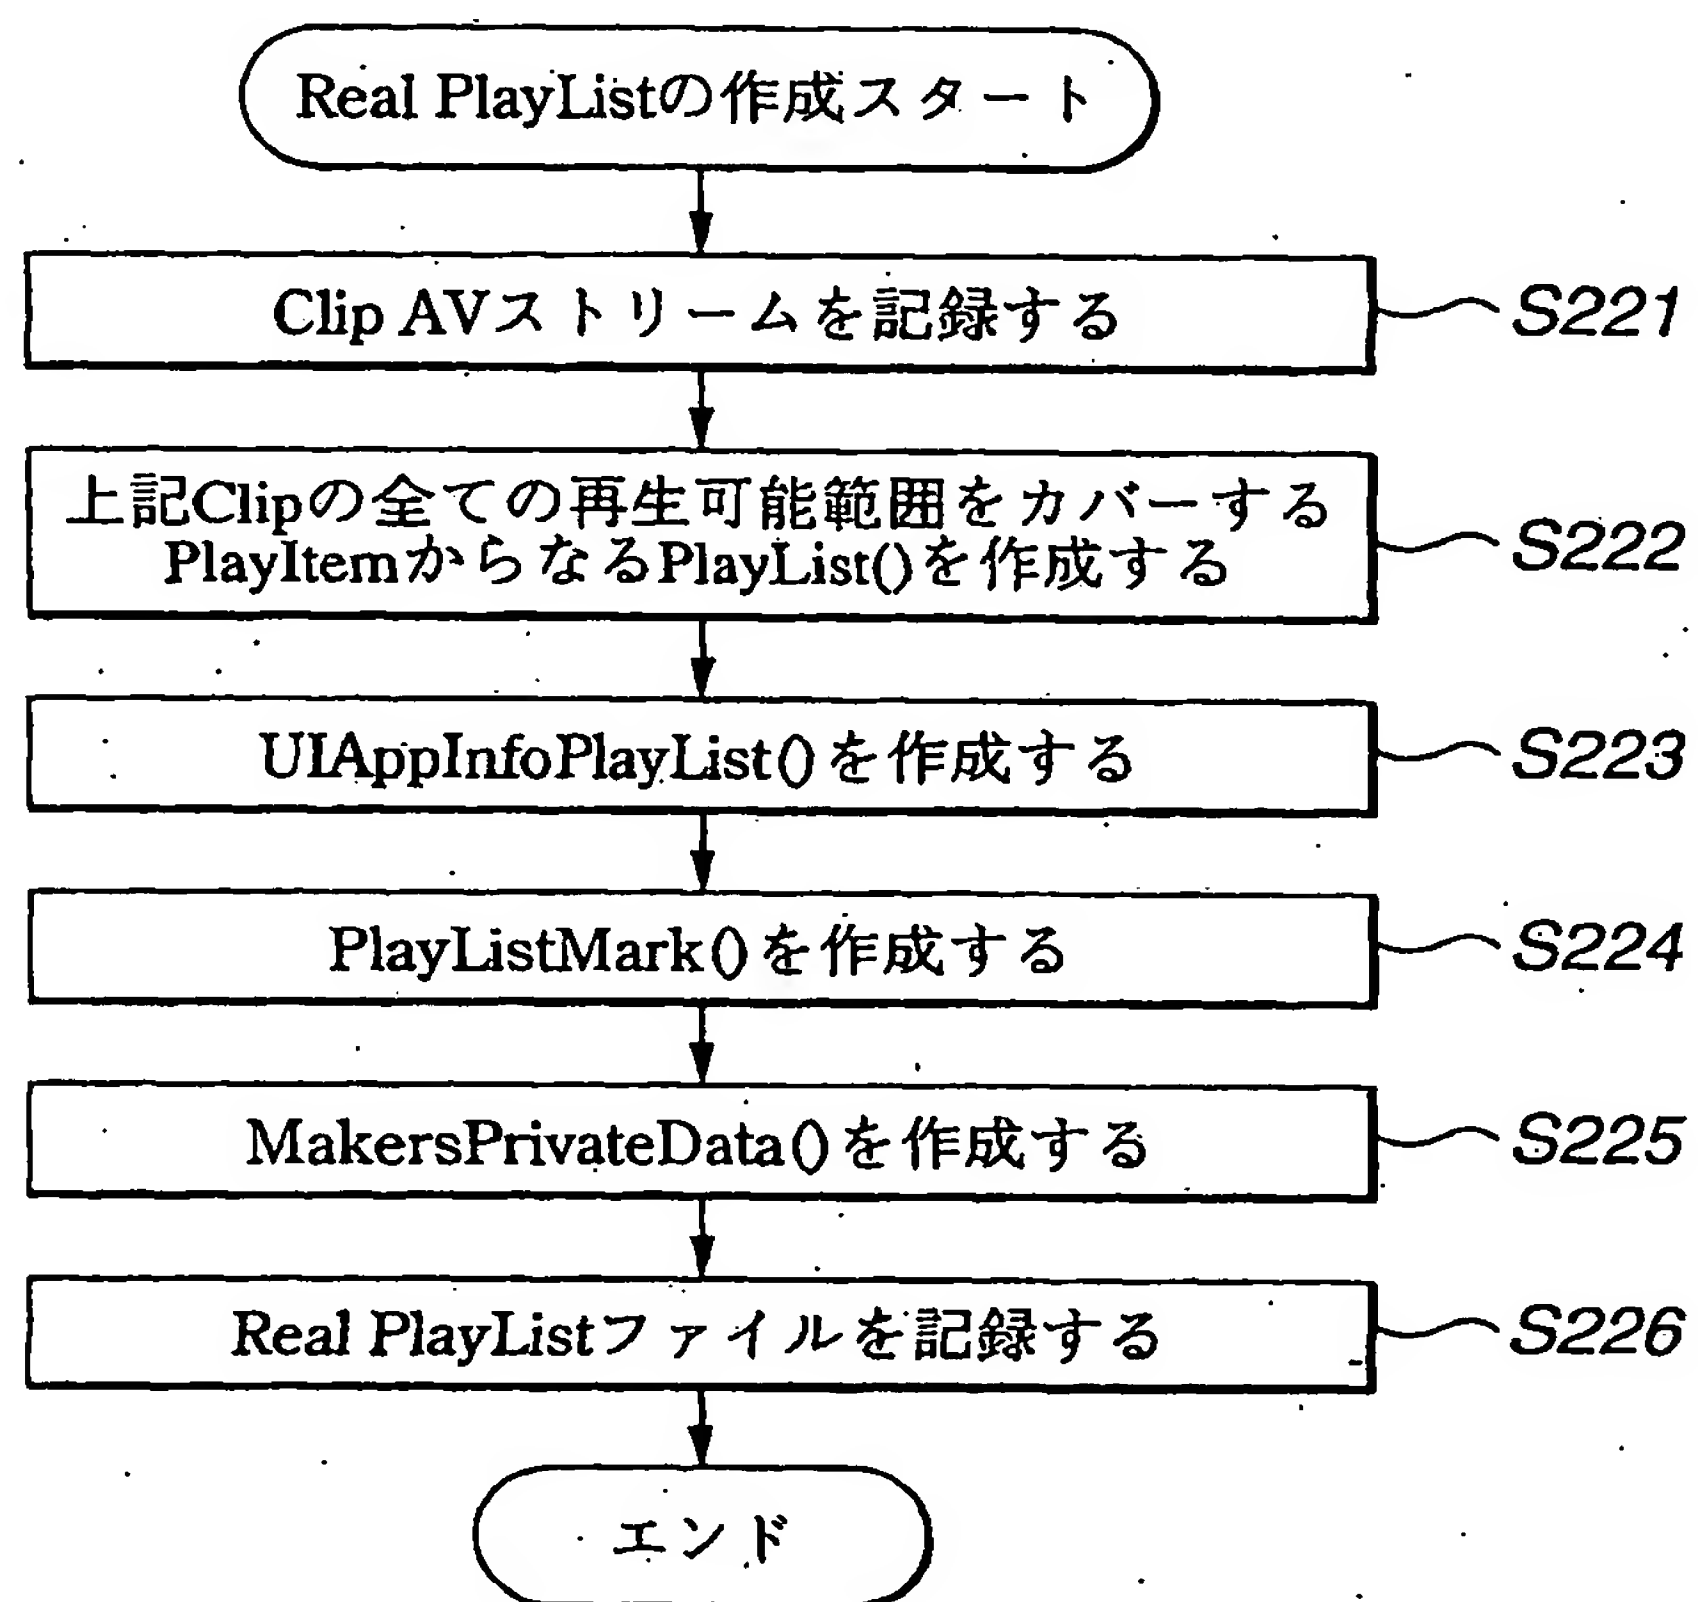 Real PlayListの作成スタート
Clip AVストリームを記録する
S221
上記Clipの全ての再生可能範囲をカバーする
PlayItemからなるPlayList()を作成する
S222
UIAppInfoPlayList()を作成する
S223
PlayListMark()を作成する
S224
MakersPrivateData()を作成する
S225
Real PlayListファイルを記録する
S226
エンド